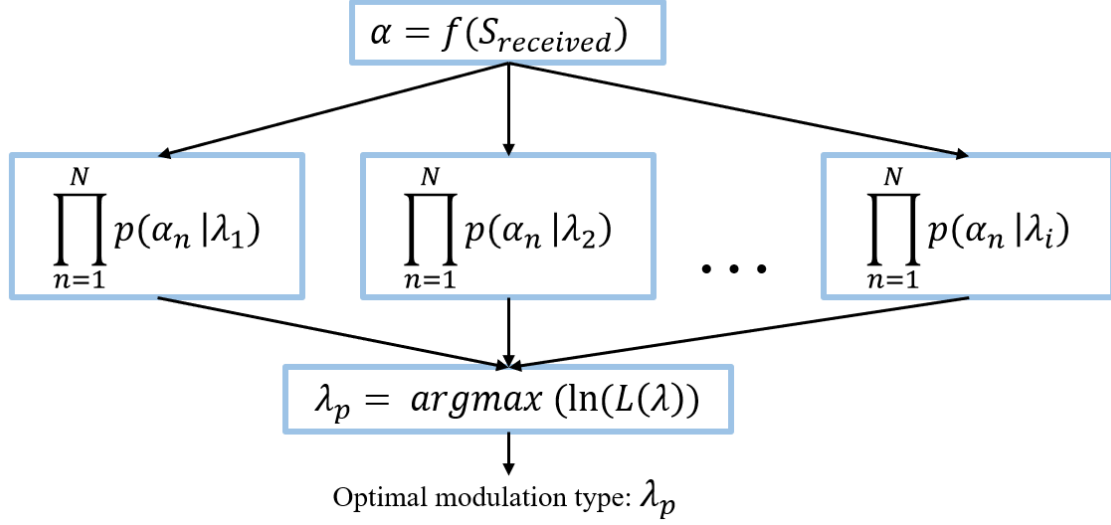 α = f(S_received)
∏_{n=1}^{N} p(α_n |λ_1)
∏_{n=1}^{N} p(α_n |λ_2)
...
∏_{n=1}^{N} p(α_n |λ_i)
λ_p = argmax (ln(L(λ))
Optimal modulation type: λ_p